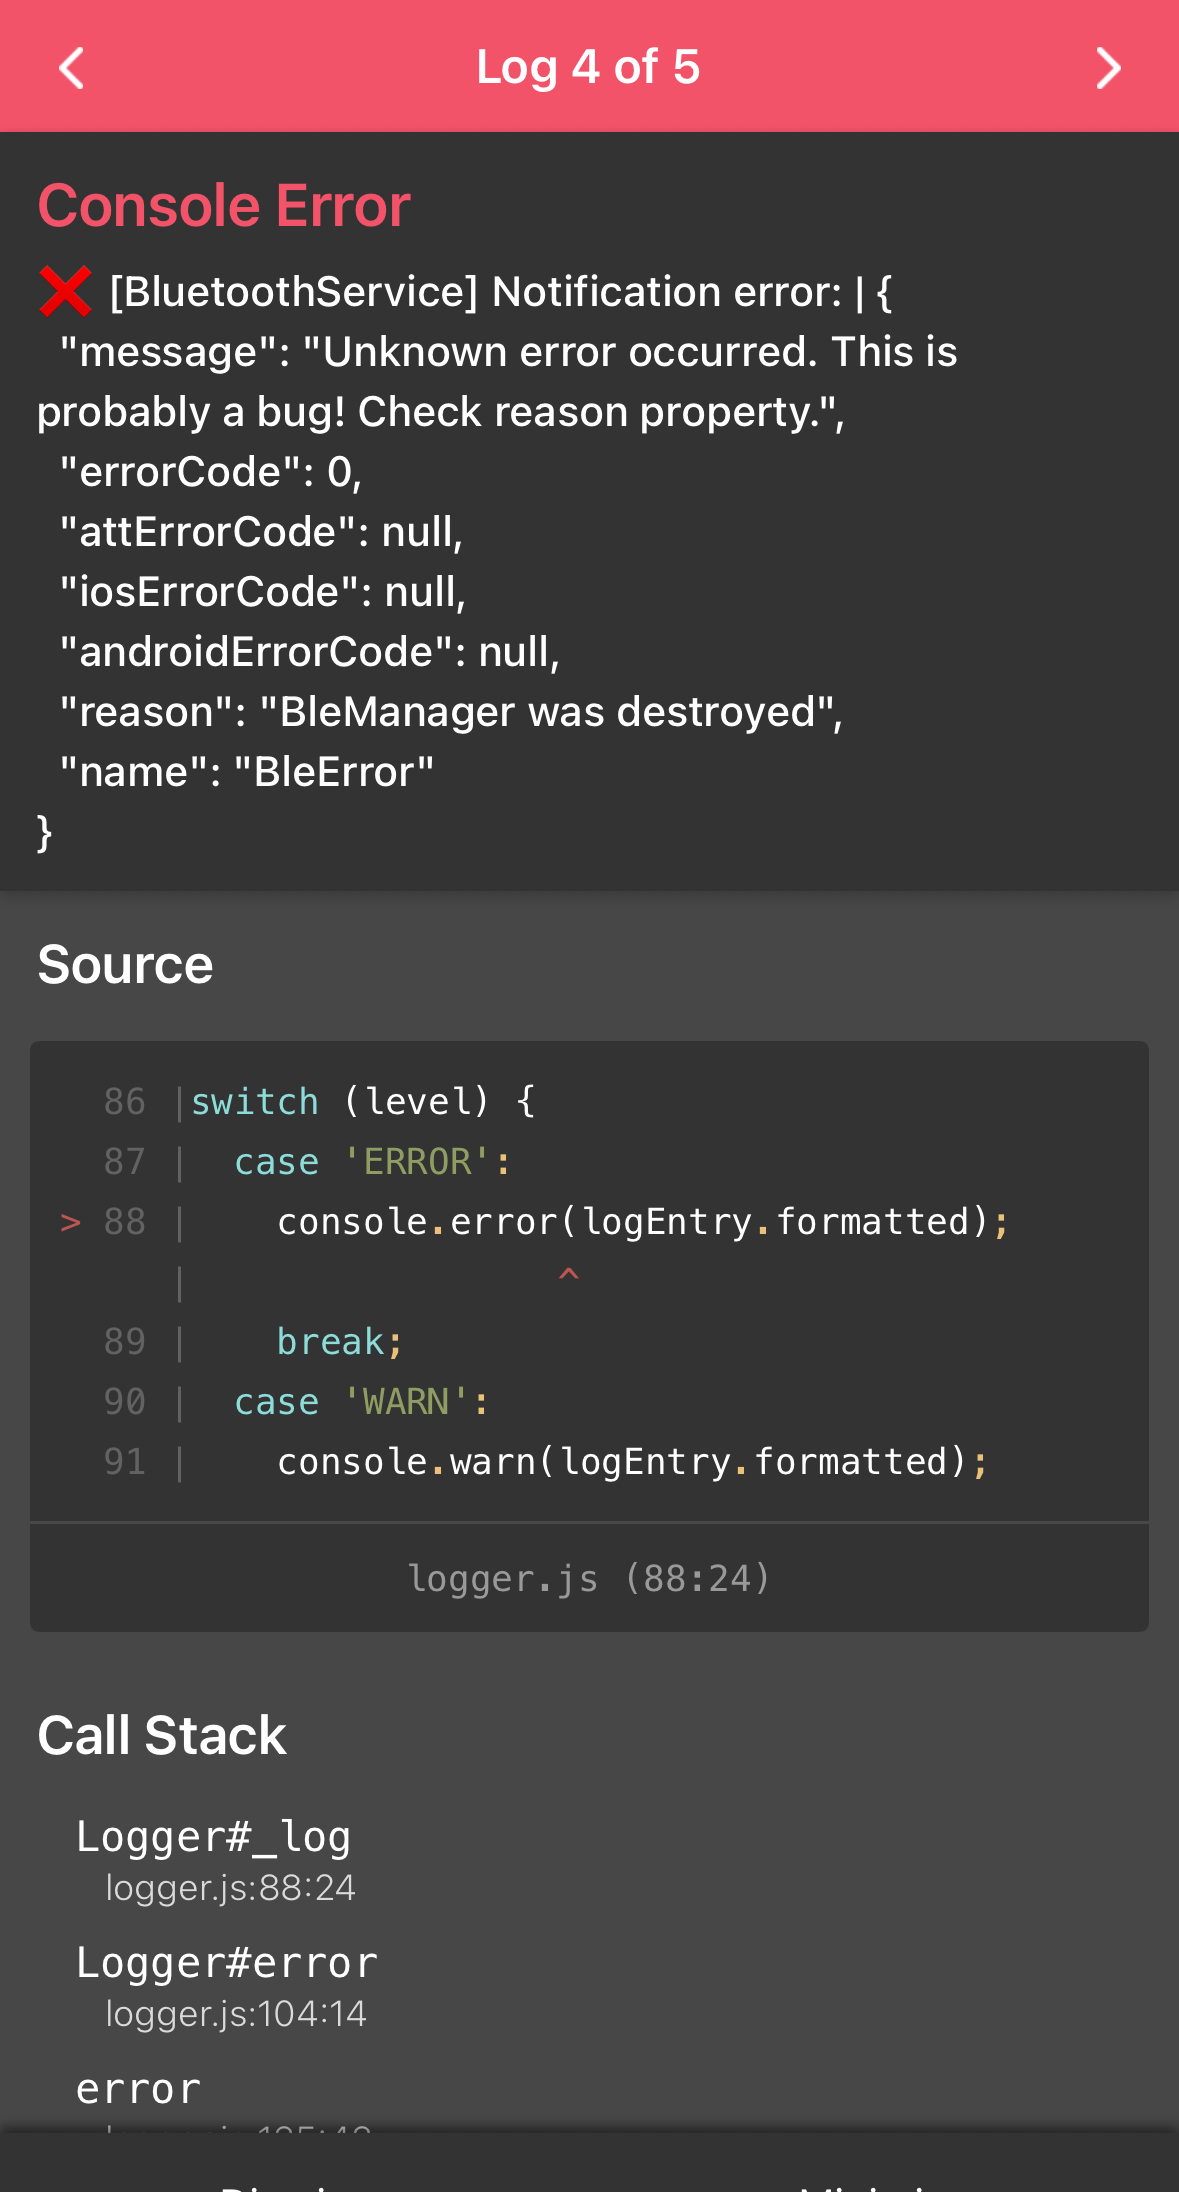 Log 4 of 5
Console Error
❌ [BluetoothService] Notification error: | {
"message": "Unknown error occurred. This is
probably a bug! Check reason property.",
"errorCode": 0,
"attErrorCode": null,
"iosErrorCode": null,
"androidErrorCode": null,
"reason": "BleManager was destroyed",
"name": "BleError"
}
Source
86 |switch (level) {
87 |  case 'ERROR':
> 88 |    console.error(logEntry.formatted);
|                 ^
89 |    break;
90 |  case 'WARN':
91 |    console.warn(logEntry.formatted);
logger.js (88:24)
Call Stack
Logger#_log
logger.js:88:24
Logger#error
logger.js:104:14
error